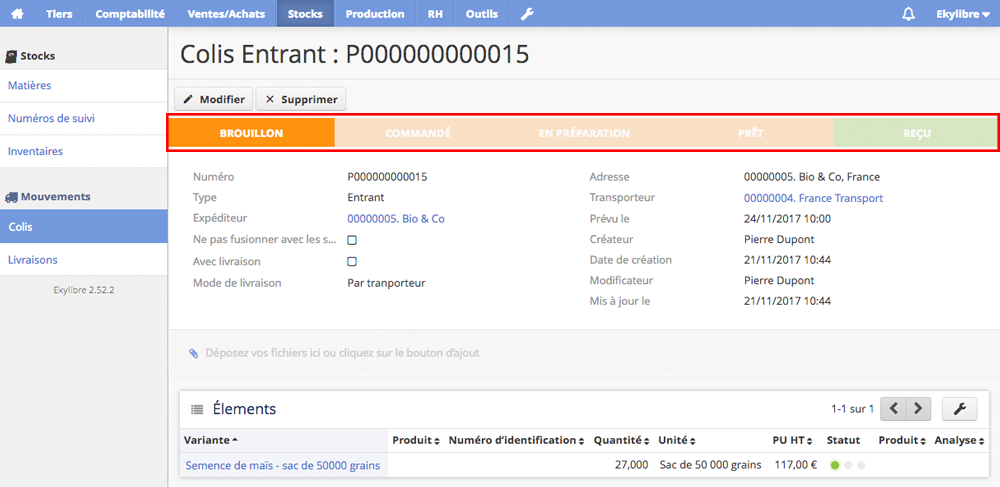 Tiers Comptabilité Ventes/Achats Stocks Production RH Outils Ekylibre
Stocks
Matières
Numéros de suivi
Inventaires
Mouvements
Colis
Livraisons
Ekylibre 2.52.2
Colis Entrant : P000000000015
Modifier Supprimer
BROUILLON COMMANDÉ EN PRÉPARATION PRÊT REÇU
Numéro P000000000015
Type Entrant
Expéditeur 00000005. Bio & Co
Ne pas fusionner avec les s...
Avec livraison
Mode de livraison Par tranporteur
Adresse 00000005. Bio & Co, France
Transporteur 00000004. France Transport
Prévu le 24/11/2017 10:00
Créateur Pierre Dupont
Date de création 21/11/2017 10:44
Modificateur Pierre Dupont
Mis à jour le 21/11/2017 10:44
Déposez vos fichiers ici ou cliquez sur le bouton d'ajout
Élements 1-1 sur 1
Variante Produit Numéro d'identification Quantité Unité PU HT Statut Produit Analyse
Semence de maïs - sac de 50000 grains 27,000 Sac de 50 000 grains 117,00 €